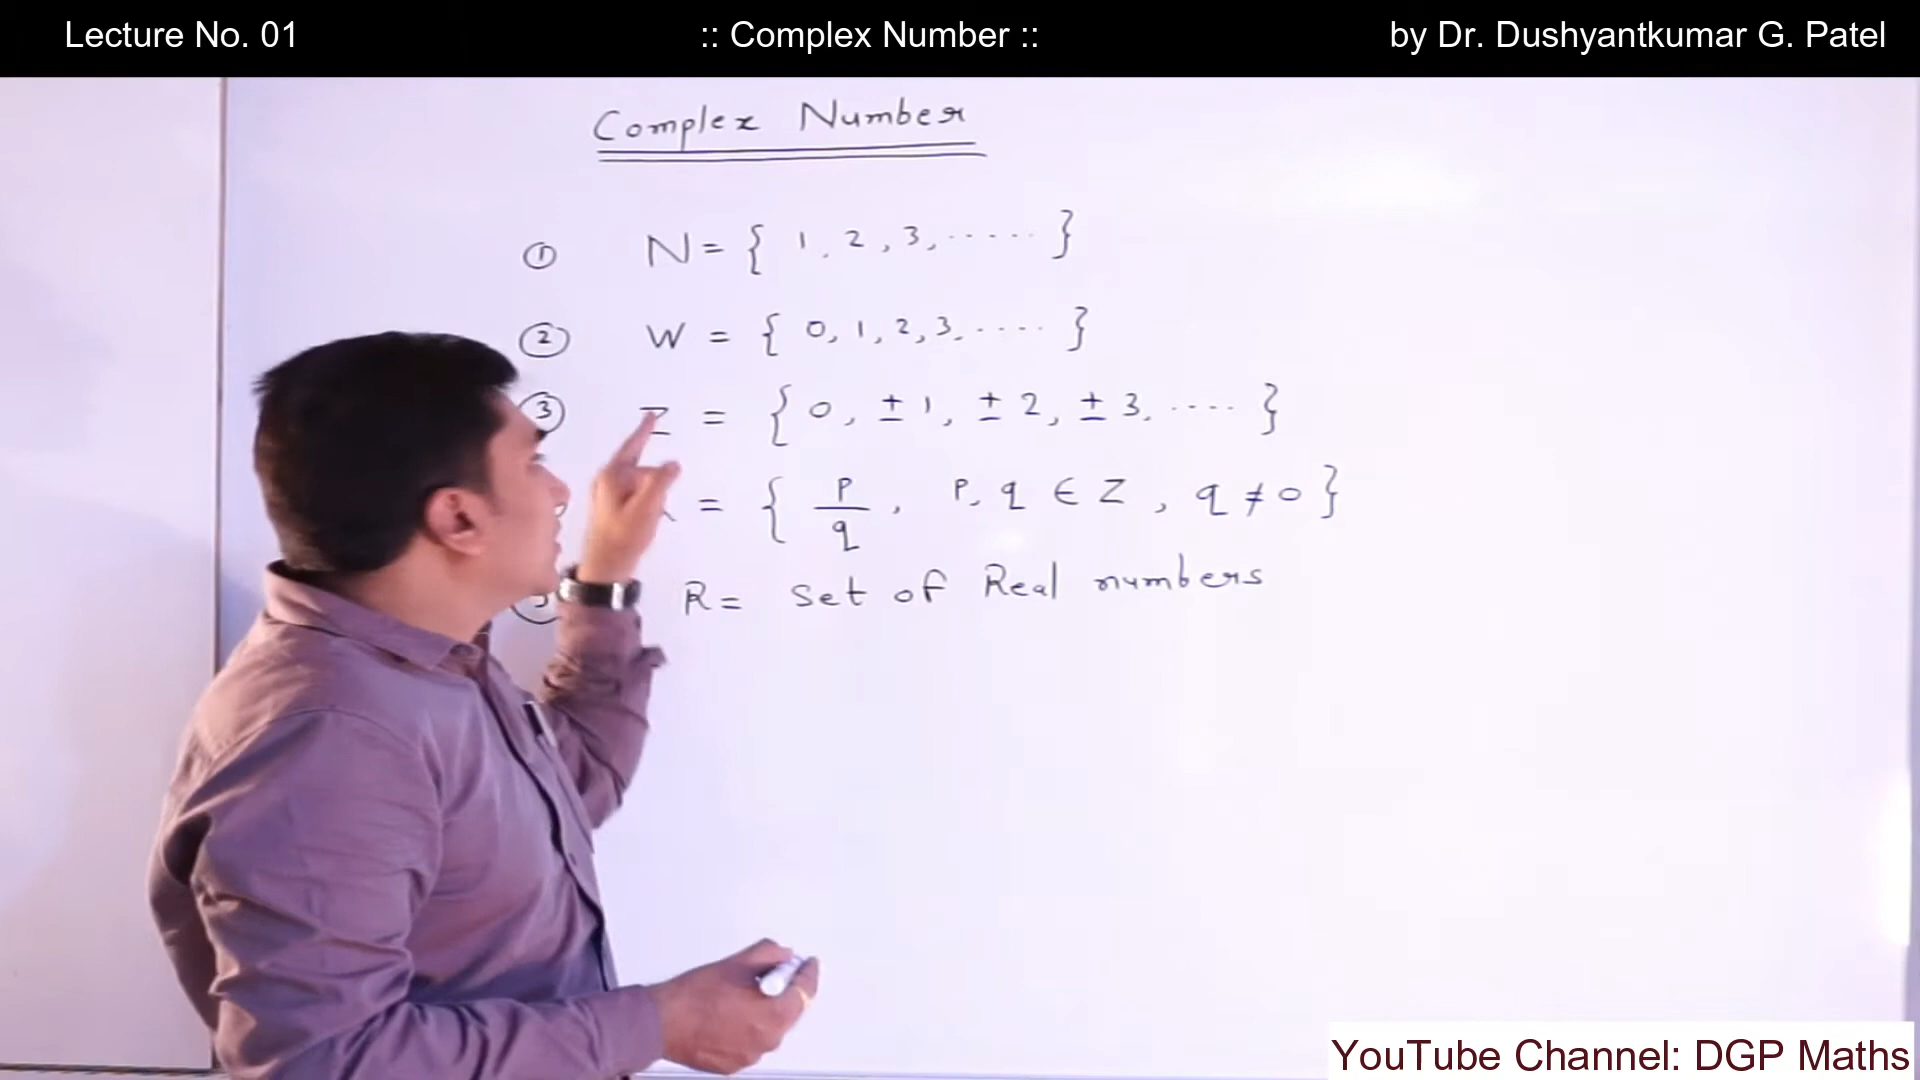 Lecture No. 01 :: Complex Number :: by Dr. Dushyantkumar G. Patel
Complex Number
① N = { 1, 2, 3, ..... }
② W = { 0, 1, 2, 3, .... }
③ Z = { 0, ± 1, ± 2, ± 3, .... }
= { p/q , p, q ∈ Z , q ≠ 0 }
R = Set of Real numbers
YouTube Channel: DGP Maths